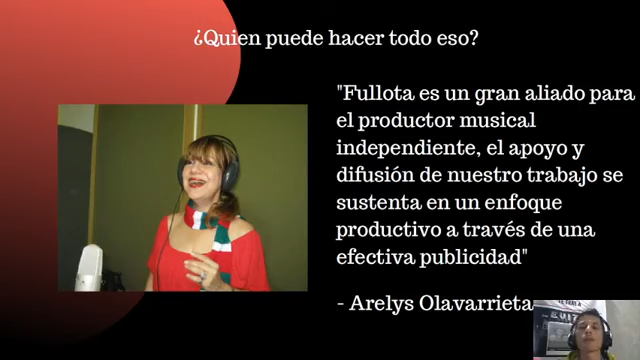 ¿Quien puede hacer todo eso?
"Fullota es un gran aliado para
el productor musical
independiente, el apoyo y
difusión de nuestro trabajo se
sustenta en un enfoque
productivo a través de una
efectiva publicidad"
- Arelys Olavarrieta